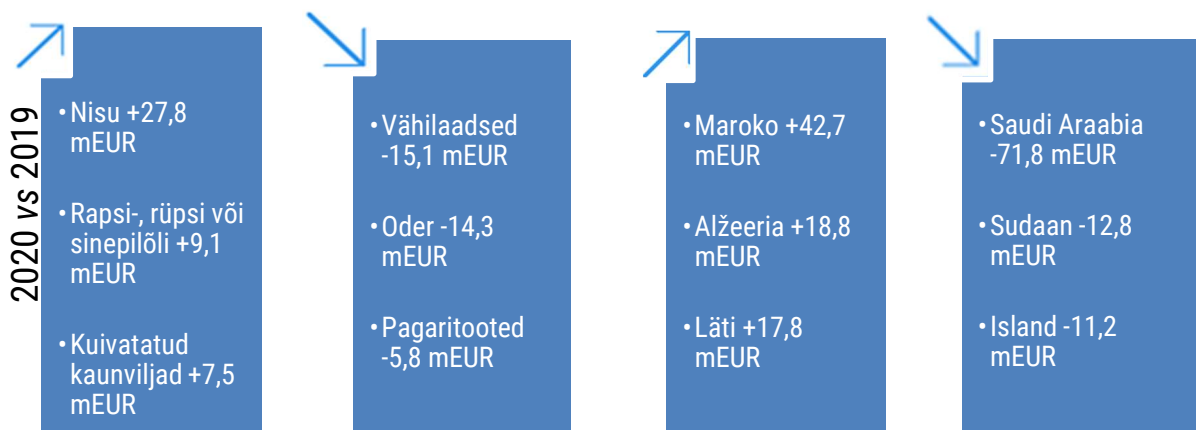 2020 vs 2019
•Nisu +27,8
mEUR
•Rapsi-, rüpsi või
sinepilõli +9,1
mEUR
•Kuivatatud
kaunviljad +7,5
mEUR
•Vähilaadsed
-15,1 mEUR
•Oder -14,3
mEUR
•Pagaritooted
-5,8 mEUR
•Maroko +42,7
mEUR
•Alžeeria +18,8
mEUR
•Läti +17,8
mEUR
•Saudi Araabia
-71,8 mEUR
•Sudaan -12,8
mEUR
•Island -11,2
mEUR